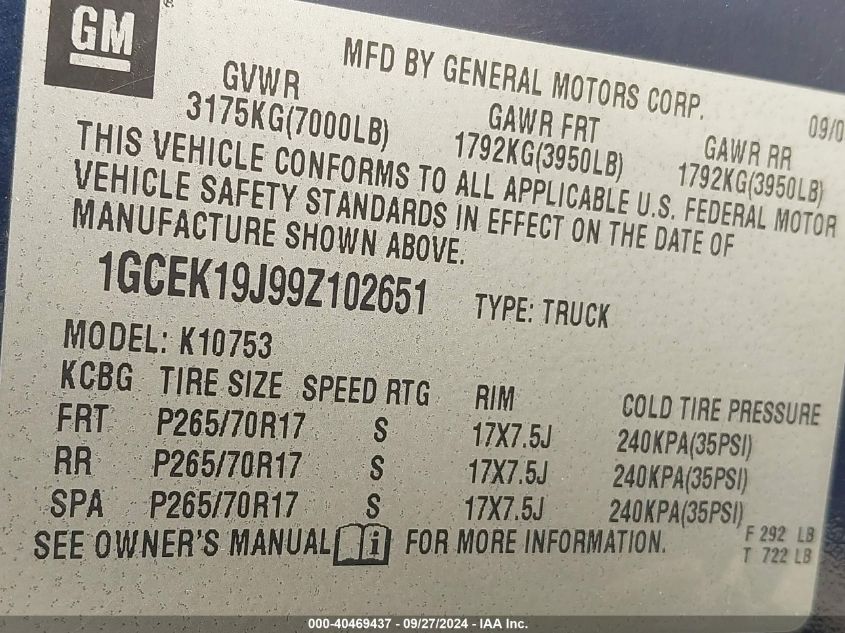 GM ®
MFD BY GENERAL MOTORS CORP.
09/0
GVWR GAWR FRT GAWR RR
3175KG(7000LB) 1792KG(3950LB) 1792KG(3950LB)
THIS VEHICLE CONFORMS TO ALL APPLICABLE U.S. FEDERAL MOTOR
VEHICLE SAFETY STANDARDS IN EFFECT ON THE DATE OF
MANUFACTURE SHOWN ABOVE.
1GCEK19J99Z102651 TYPE: TRUCK
MODEL: K10753
KCBG TIRE SIZE SPEED RTG RIM COLD TIRE PRESSURE
FRT P265/70R17 S 17X7.5J 240KPA(35PSI)
RR P265/70R17 S 17X7.5J 240KPA(35PSI)
SPA P265/70R17 S 17X7.5J 240KPA(35PSI)
SEE OWNER'S MANUAL i FOR MORE INFORMATION.
F 292 LB
T 722 LB
000-40469437 - 09/27/2024 - IAA Inc.